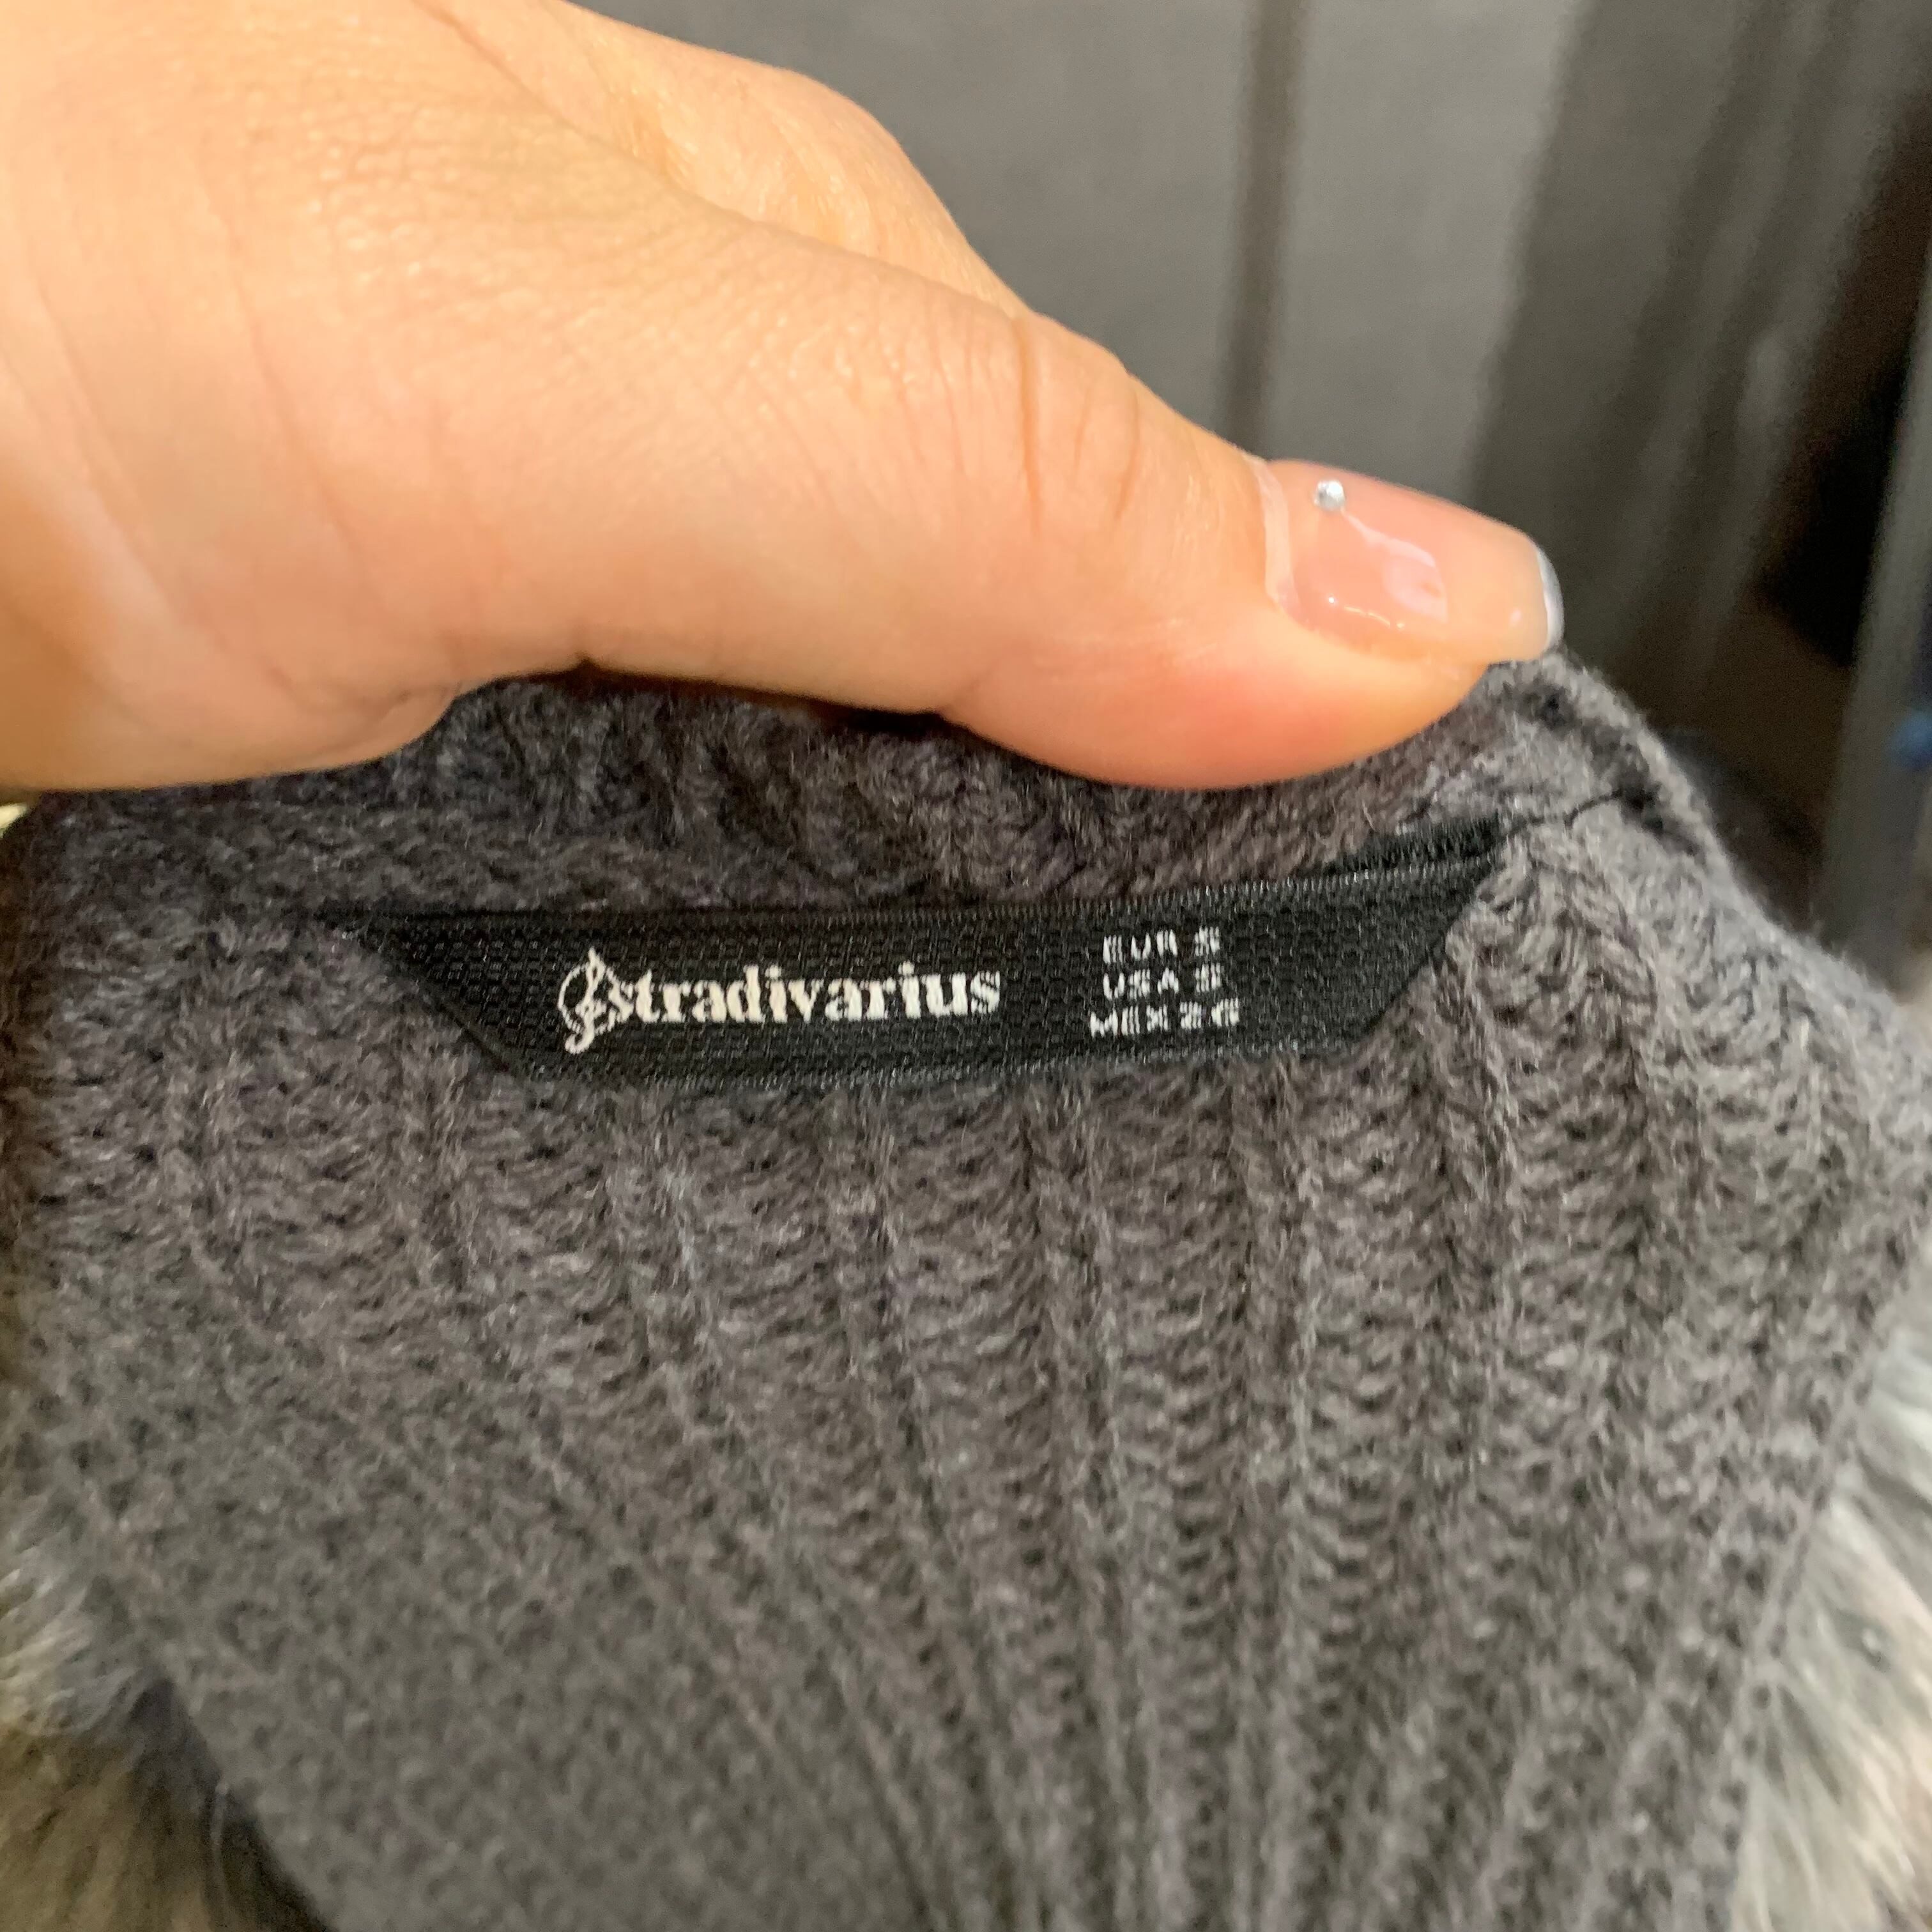 stradivarius
EUR S
USA S
MEX 26